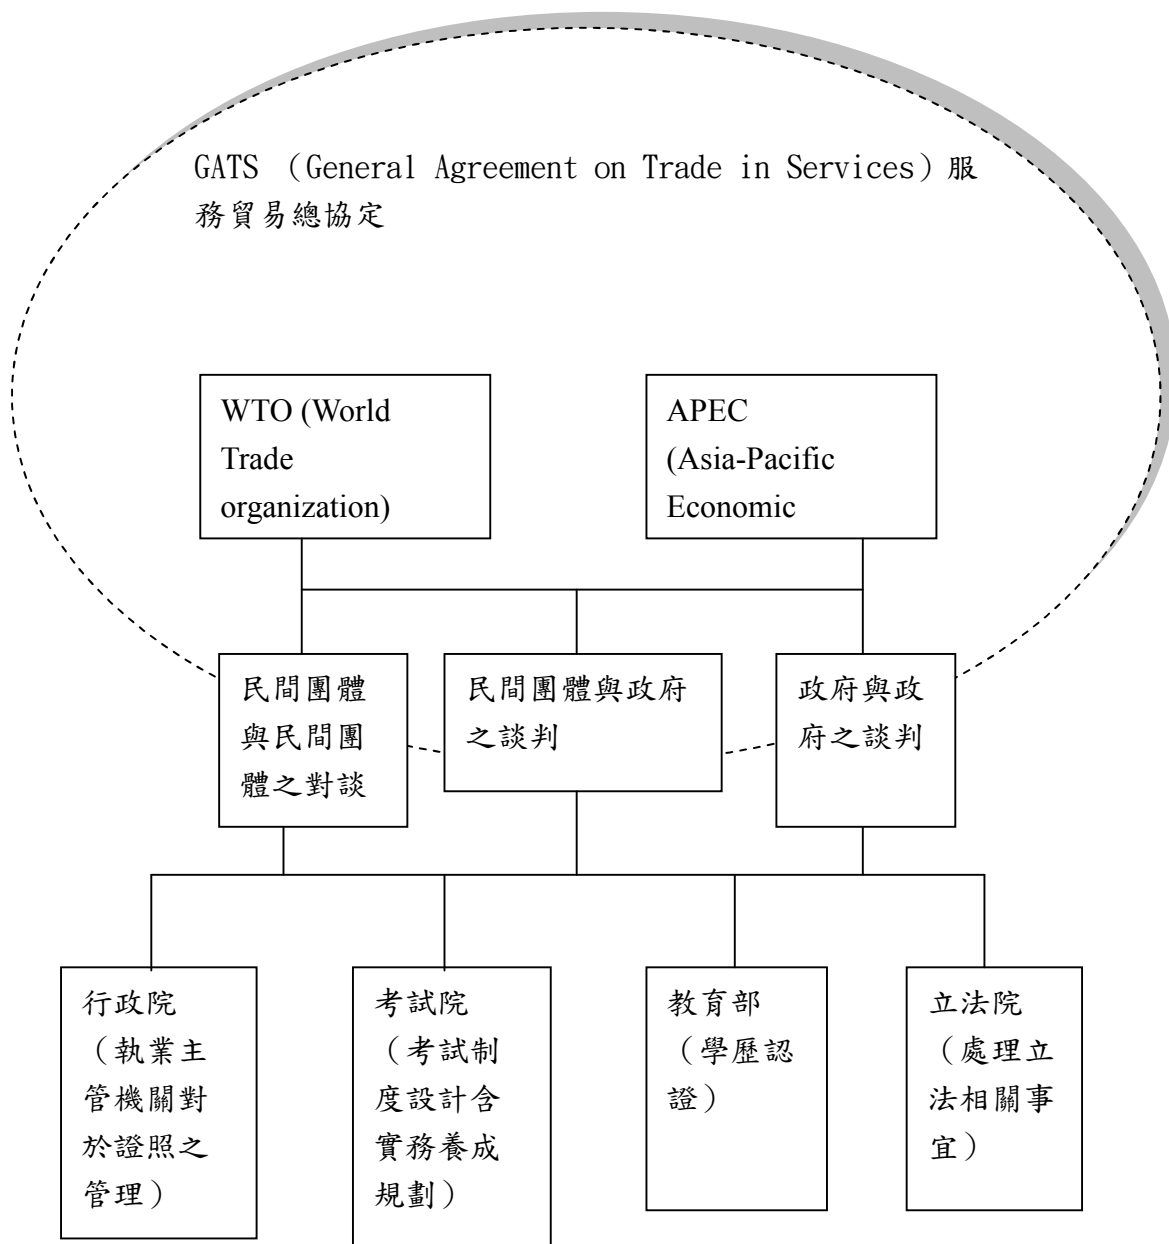 GATS （General Agreement on Trade in Services）服
務貿易總協定
WTO (World
Trade
organization)
APEC
(Asia-Pacific
Economic
民間團體
與民間團
體之對談
民間團體與政府
之談判
政府與政
府之談判
行政院
（執業主
管機關對
於證照之
管理）
考試院
（考試制
度設計含
實務養成
規劃）
教育部
（學歷認
證）
立法院
（處理立
法相關事
宜）